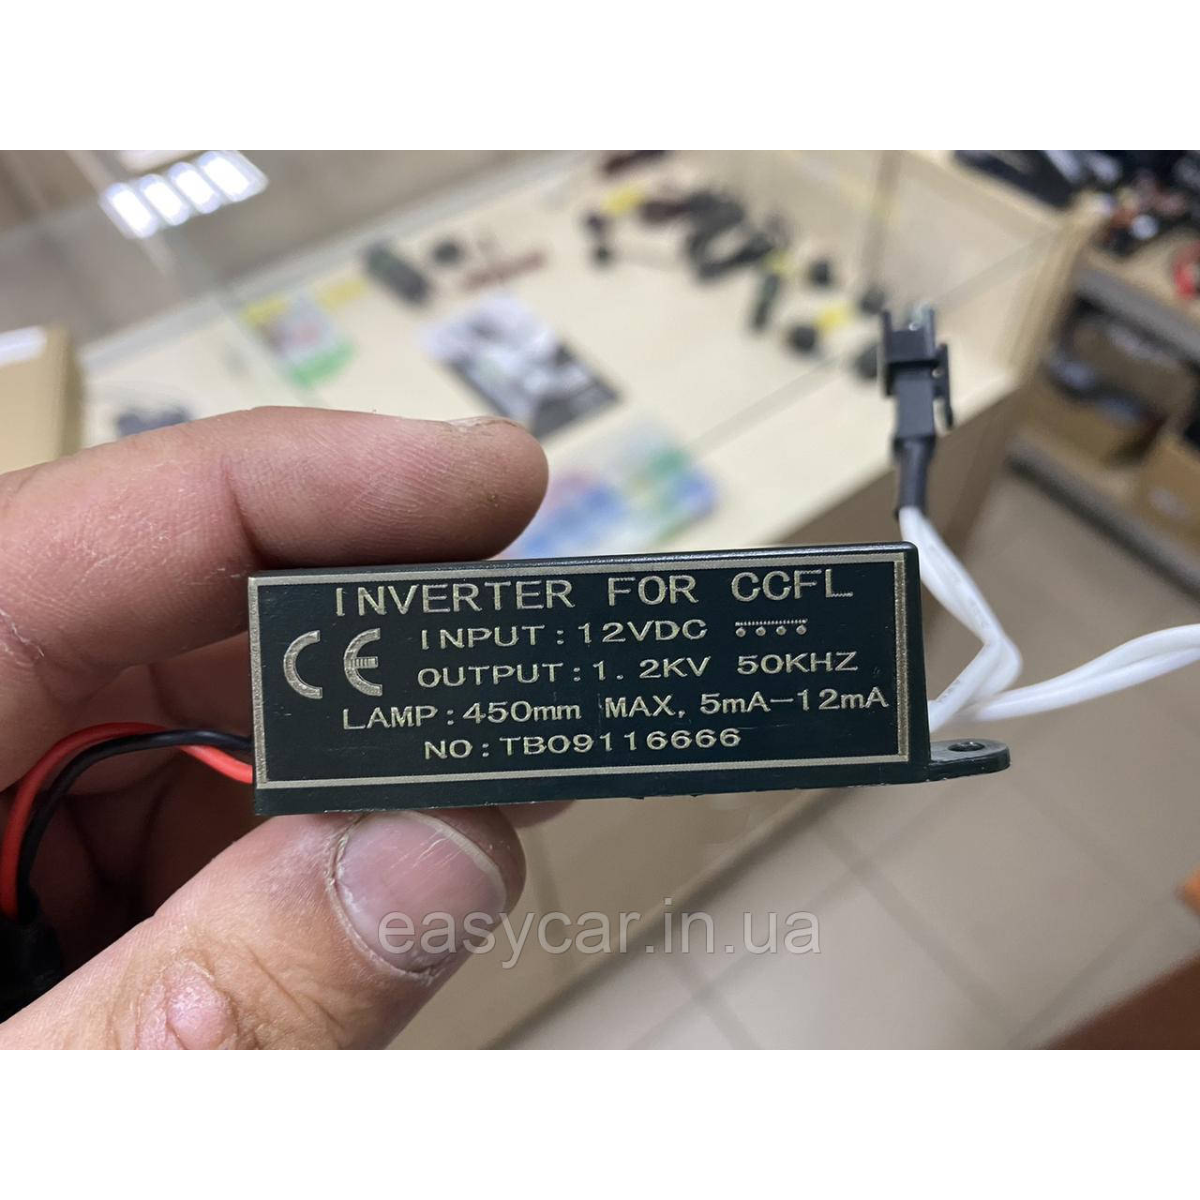 INVERTER FOR CCFL
CE INPUT: 12VDC
OUTPUT: 1.2KV 50KHZ
LAMP: 450mm MAX, 5mA-12mA
NO: TB09116666
easycar.in.ua